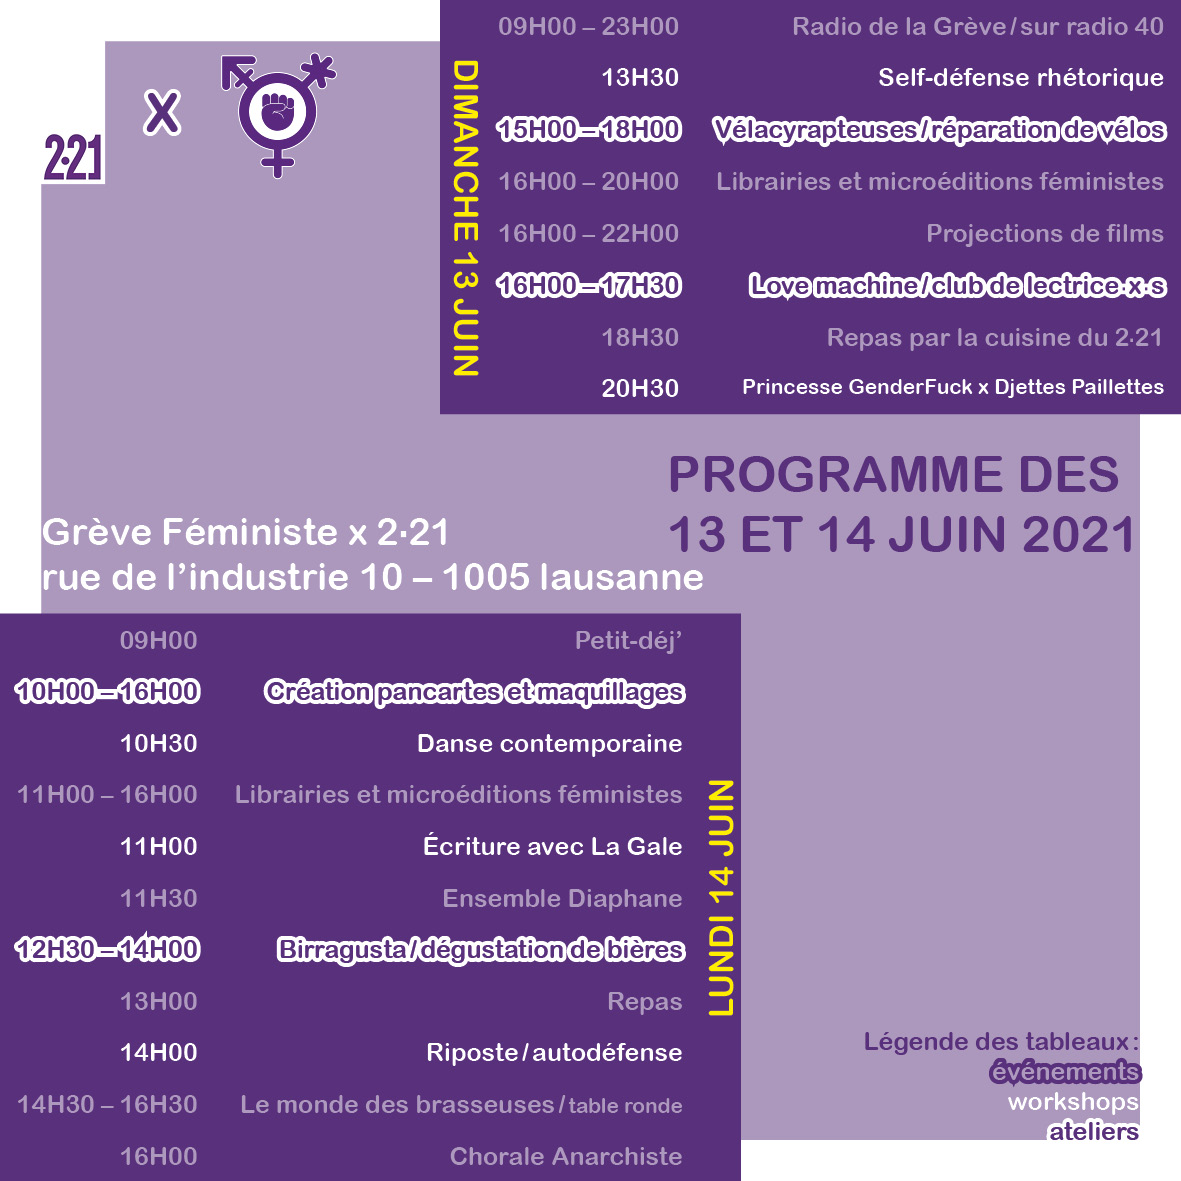 2·21
x
DIMANCHE 13 JUIN
09H00 – 23H00 Radio de la Grève/sur radio 40
13H30 Self-défense rhétorique
15H00 – 18H00 Vélacyrapteuses/réparation de vélos
16H00 – 20H00 Librairies et microéditions féministes
16H00 – 22H00 Projections de films
16H00 – 17H30 Love machine/club de lectrice·x·s
18H30 Repas par la cuisine du 2·21
20H30 Princesse GenderFuck x Djettes Paillettes
PROGRAMME DES
13 ET 14 JUIN 2021
Grève Féministe x 2·21
rue de l’industrie 10 – 1005 lausanne
09H00 Petit-déj’
10H00 – 16H00 Création pancartes et maquillages
10H30 Danse contemporaine
11H00 – 16H00 Librairies et microéditions féministes
11H00 Écriture avec La Gale
11H30 Ensemble Diaphane
12H30 – 14H00 Birragusta/dégustation de bières
13H00 Repas
14H00 Riposte/autodéfense
14H30 – 16H30 Le monde des brasseuses/table ronde
16H00 Chorale Anarchiste
LUNDI 14 JUIN
Légende des tableaux:
événements
workshops
ateliers